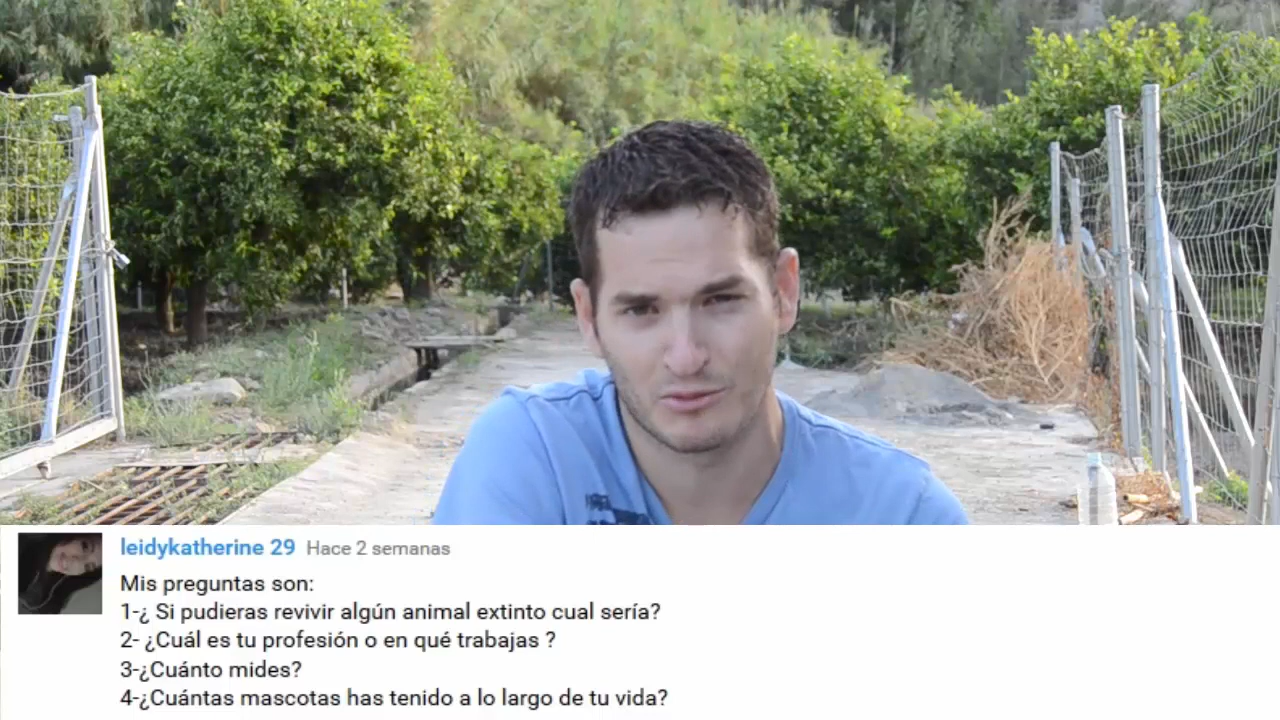 leidykatherine 29 Hace 2 semanas
Mis preguntas son:
1-¿ Si pudieras revivir algún animal extinto cual sería?
2- ¿Cuál es tu profesión o en qué trabajas ?
3-¿Cuánto mides?
4-¿Cuántas mascotas has tenido a lo largo de tu vida?